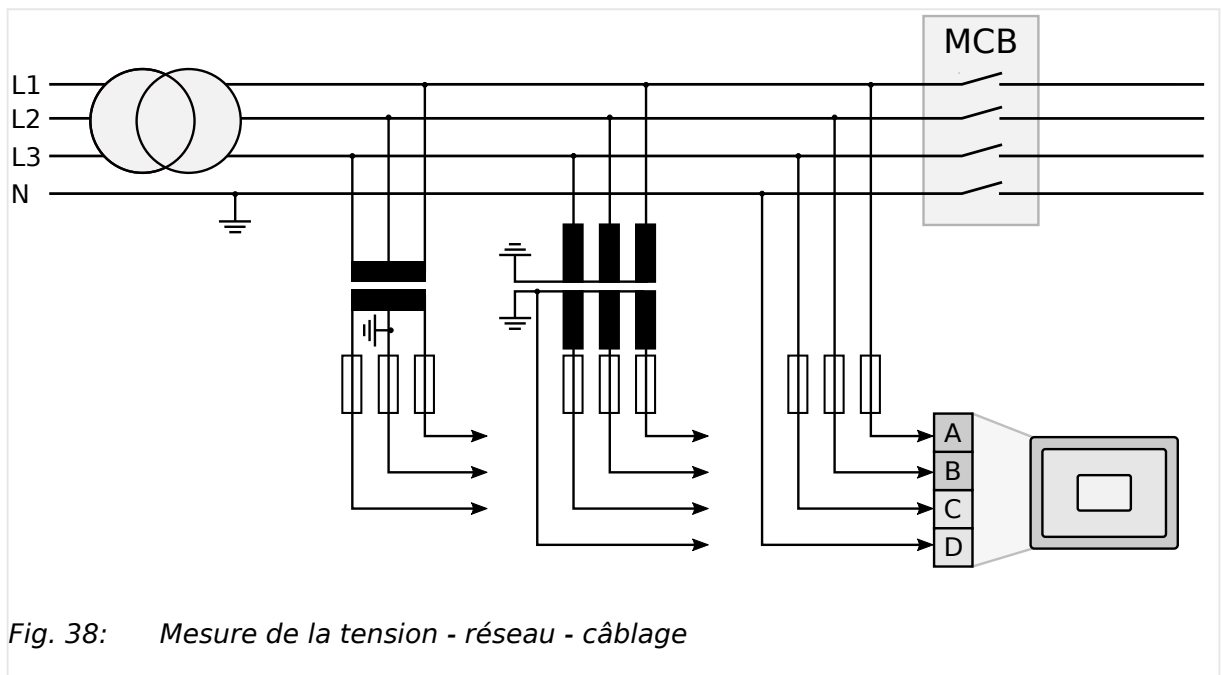 MCB
L1
L2
L3
N
A
B
C
D
Fig. 38: Mesure de la tension - réseau - câblage